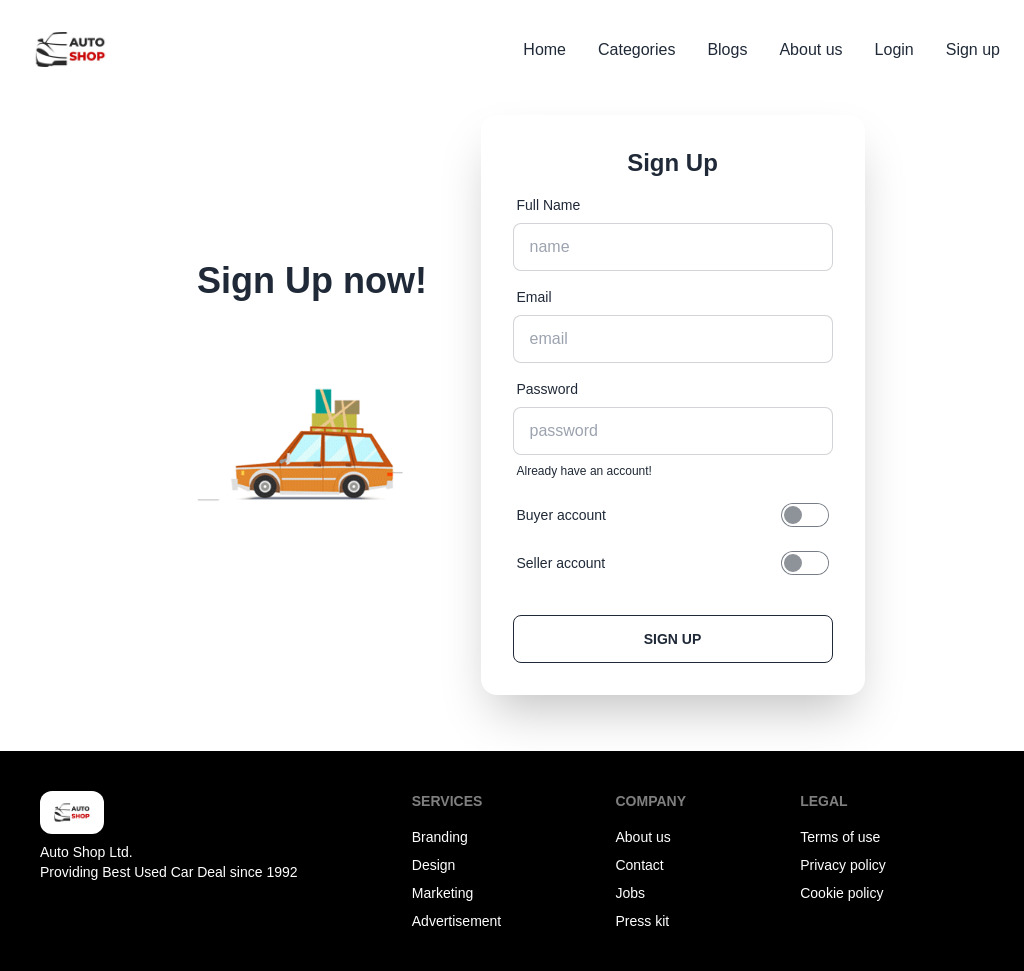 AUTO
SHOP
Home
Categories
Blogs
About us
Login
Sign up
Sign Up now!
Sign Up
Full Name
name
Email
email
Password
password
Already have an account!
Buyer account
Seller account
SIGN UP
AUTO
SHOP
Auto Shop Ltd.
Providing Best Used Car Deal since 1992
SERVICES
Branding
Design
Marketing
Advertisement
COMPANY
About us
Contact
Jobs
Press kit
LEGAL
Terms of use
Privacy policy
Cookie policy